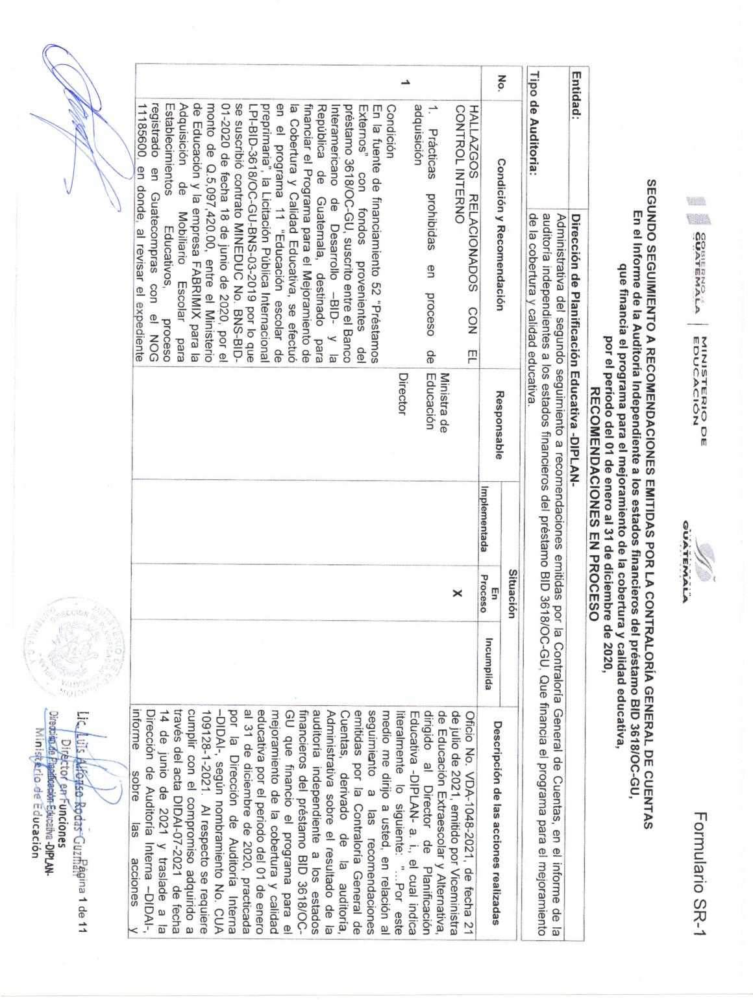 GOBIERNO de
GUATEMALA
MINISTERIO DE
EDUCACIÓN
GUATEMALA
Formulario SR-1
SEGUNDO SEGUIMIENTO A RECOMENDACIONES EMITIDAS POR LA CONTRALORÍA GENERAL DE CUENTAS
En el Informe de la Auditoría Independiente a los estados financieros del préstamo BID 3618/OC-GU,
que financia el programa para el mejoramiento de la cobertura y calidad educativa,
por el período del 01 de enero al 31 de diciembre de 2020,
RECOMENDACIONES EN PROCESO
Entidad:
Dirección de Planificación Educativa -DIPLAN-
Tipo de Auditoria:
Administrativa del segundo seguimiento a recomendaciones emitidas por la Contraloría General de Cuentas, en el informe de la
auditoría independientes a los estados financieros del préstamo BID 3618/OC-GU, Que financia el programa para el mejoramiento
de la cobertura y calidad educativa.
No.
Condición y Recomendación
Responsable
Situación
Implementada
En
Proceso
Incumplida
Descripción de las acciones realizadas
1
HALLAZGOS RELACIONADOS CON EL
CONTROL INTERNO
1. Prácticas prohibidas en proceso de
adquisición
Condición
En la fuente de financiamiento 52 “Préstamos
Externos” con fondos provenientes del
préstamo 3618/OC-GU, suscrito entre el Banco
Interamericano de Desarrollo –BID- y la
República de Guatemala, destinado para
financiar el Programa para el Mejoramiento de
la Cobertura y Calidad Educativa, se efectuó
en el programa 11 “Educación escolar de
preprimaria”, la Licitación Pública Internacional
LPI-BID-3618/OC-GU-BNS-03-2019 por lo que
se suscribió contrato MINEDUC No. BNS-BID-
01-2020 de fecha 18 de junio de 2020, por el
monto de Q.5,097,420.00, entre el Ministerio
de Educación y la empresa FABRIMIX para la
Adquisición de Mobiliario Escolar para
Establecimientos Educativos, proceso
registrado en Guatecompras con el NOG
11185600, en donde, al revisar el expediente
Ministra de
Educación
Director
X
Oficio No. VDA-1048-2021, de fecha 21
de julio de 2021, emitido por Viceministra
de Educación Extraescolar y Alternativa,
dirigido al Director de Planificación
Educativa -DIPLAN- a. i., el cual indica
literalmente lo siguiente: “…Por este
medio me dirijo a usted, en relación al
seguimiento a las recomendaciones
emitidas por la Contraloría General de
Cuentas, derivado de la auditoría,
Administrativa sobre el resultado de la
auditoría independiente a los estados
financieros del préstamo BID 3618/OC-
GU que financio el programa para el
mejoramiento de la cobertura y calidad
educativa por el periodo del 01 de enero
al 31 de diciembre de 2020, practicada
por la Dirección de Auditoría Interna
–DIDAI-, según nombramiento No. CUA
109128-1-2021. Al respecto se requiere
cumplir con el compromiso adquirido a
través del acta DIDAI-07-2021 de fecha
14 de junio de 2021 y traslade a la
Dirección de Auditoría Interna –DIDAI-,
informe sobre las acciones y
MINISTERIO DE EDUCACIÓN
DIRECCIÓN DE PLANIFICACIÓN EDUCATIVA - DIPLAN -
GUATEMALA, C.A.
Lic. Luis Alfonso Rodas Guzmán
Director en Funciones
Dirección de Planificación Educativa -DIPLAN-
Ministerio de Educación
Página 1 de 11